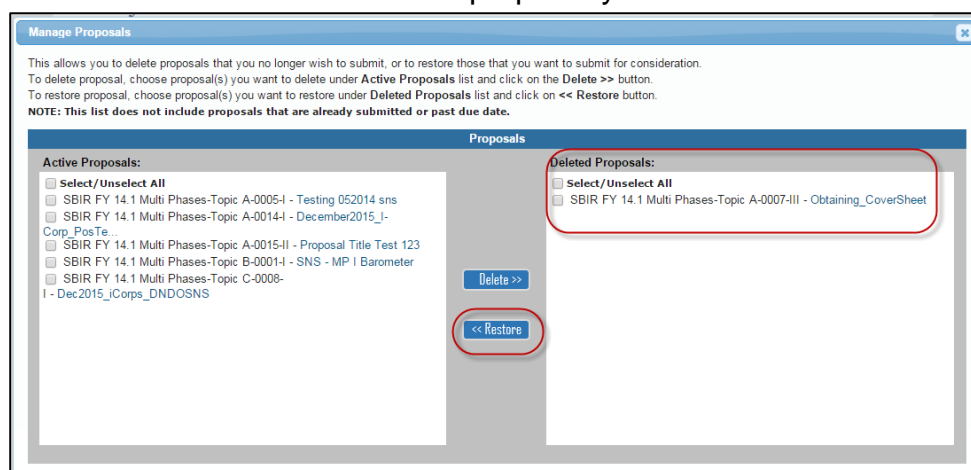 Manage Proposals
This allows you to delete proposals that you no longer wish to submit, or to restore those that you want to submit for consideration.
To delete proposal, choose proposal(s) you want to delete under Active Proposals list and click on the Delete >> button.
To restore proposal, choose proposal(s) you want to restore under Deleted Proposals list and click on << Restore button.
NOTE: This list does not include proposals that are already submitted or past due date.
Proposals
Active Proposals:
Select/Unselect All
SBIR FY 14.1 Multi Phases-Topic A-0005-I - Testing 052014 sns
SBIR FY 14.1 Multi Phases-Topic A-0014-I - December2015_I-
Corp_PosTe...
SBIR FY 14.1 Multi Phases-Topic A-0015-II - Proposal Title Test 123
SBIR FY 14.1 Multi Phases-Topic B-0001-I - SNS - MP I Barometer
SBIR FY 14.1 Multi Phases-Topic C-0008-
I - Dec2015_iCorps_DNDOSNS
Delete >>
<< Restore
Deleted Proposals:
Select/Unselect All
SBIR FY 14.1 Multi Phases-Topic A-0007-III - Obtaining_CoverSheet